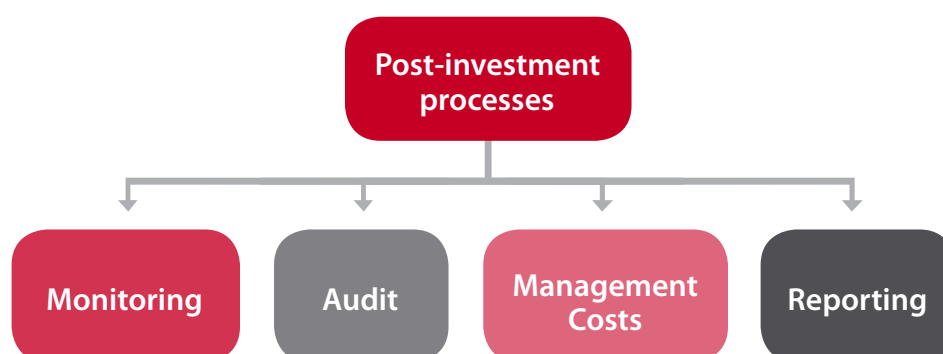 Post-investment
processes
Monitoring
Audit
Management
Costs
Reporting